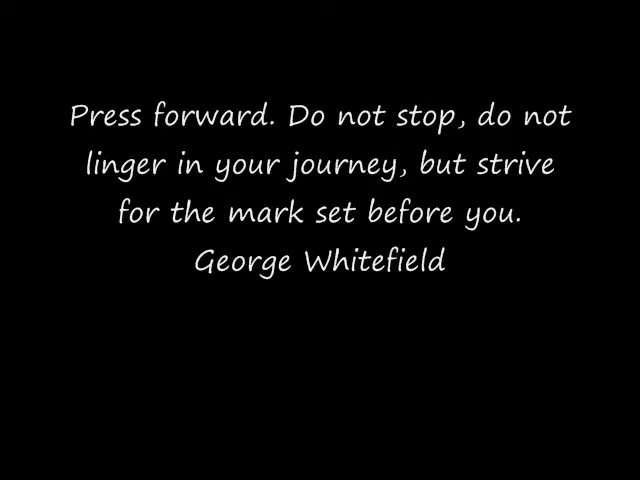 Press forward. Do not stop, do not
linger in your journey, but strive
for the mark set before you.
George Whitefield